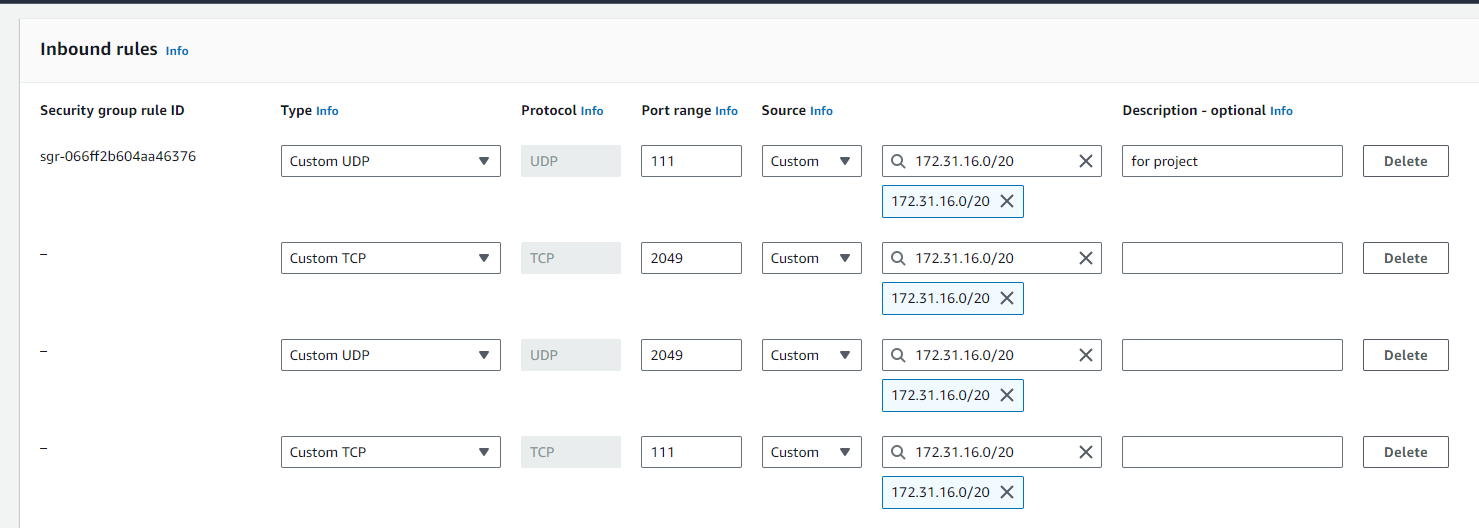 Inbound rules Info
Security group rule ID Type Info Protocol Info Port range Info Source Info Description - optional Info
sgr-066ff2b604aa46376 Custom UDP UDP 111 Custom 172.31.16.0/20 for project Delete
172.31.16.0/20
– Custom TCP TCP 2049 Custom 172.31.16.0/20 Delete
172.31.16.0/20
– Custom UDP UDP 2049 Custom 172.31.16.0/20 Delete
172.31.16.0/20
– Custom TCP TCP 111 Custom 172.31.16.0/20 Delete
172.31.16.0/20